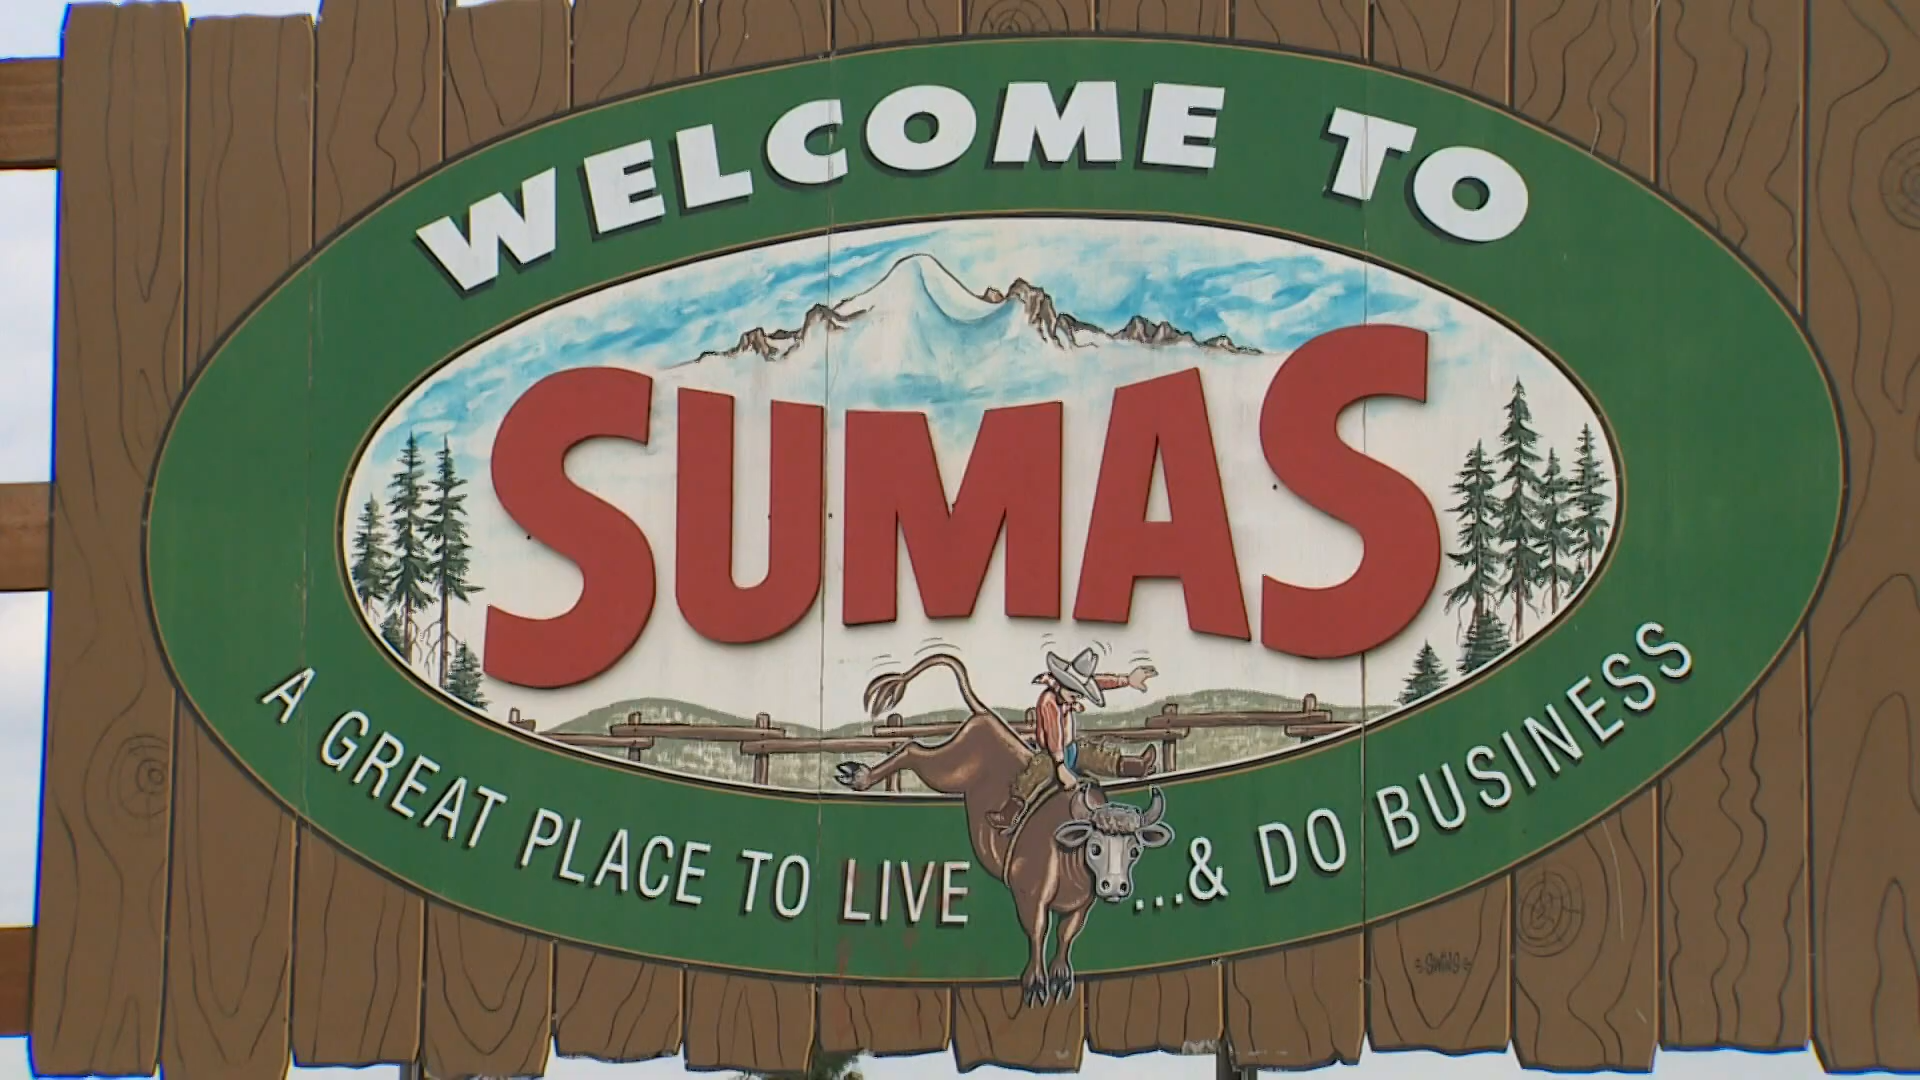 WELCOME TO
SUMAS
A GREAT PLACE TO LIVE ...& DO BUSINESS